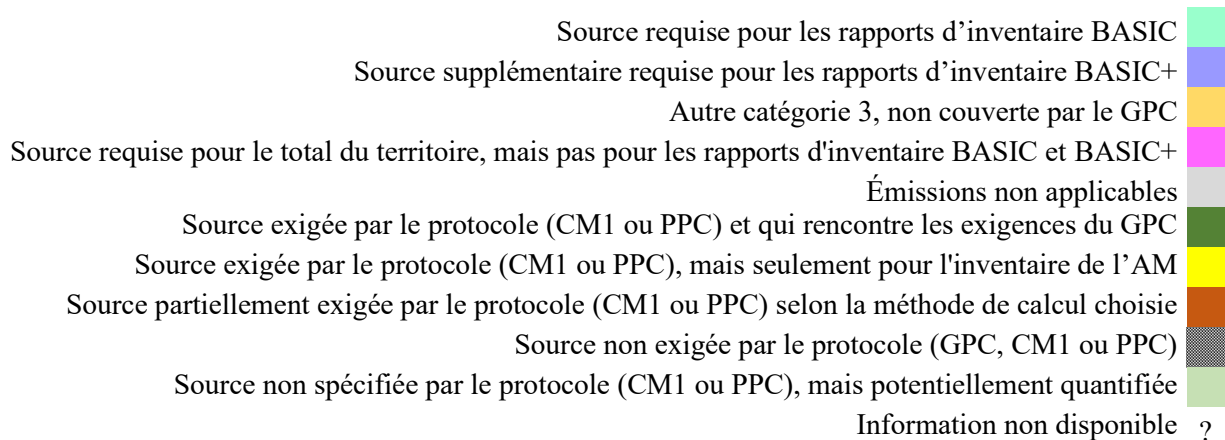 Source requise pour les rapports d’inventaire BASIC
Source supplémentaire requise pour les rapports d’inventaire BASIC+
Autre catégorie 3, non couverte par le GPC
Source requise pour le total du territoire, mais pas pour les rapports d'inventaire BASIC et BASIC+
Émissions non applicables
Source exigée par le protocole (CM1 ou PPC) et qui rencontre les exigences du GPC
Source exigée par le protocole (CM1 ou PPC), mais seulement pour l'inventaire de l’AM
Source partiellement exigée par le protocole (CM1 ou PPC) selon la méthode de calcul choisie
Source non exigée par le protocole (GPC, CM1 ou PPC)
Source non spécifiée par le protocole (CM1 ou PPC), mais potentiellement quantifiée
Information non disponible ?